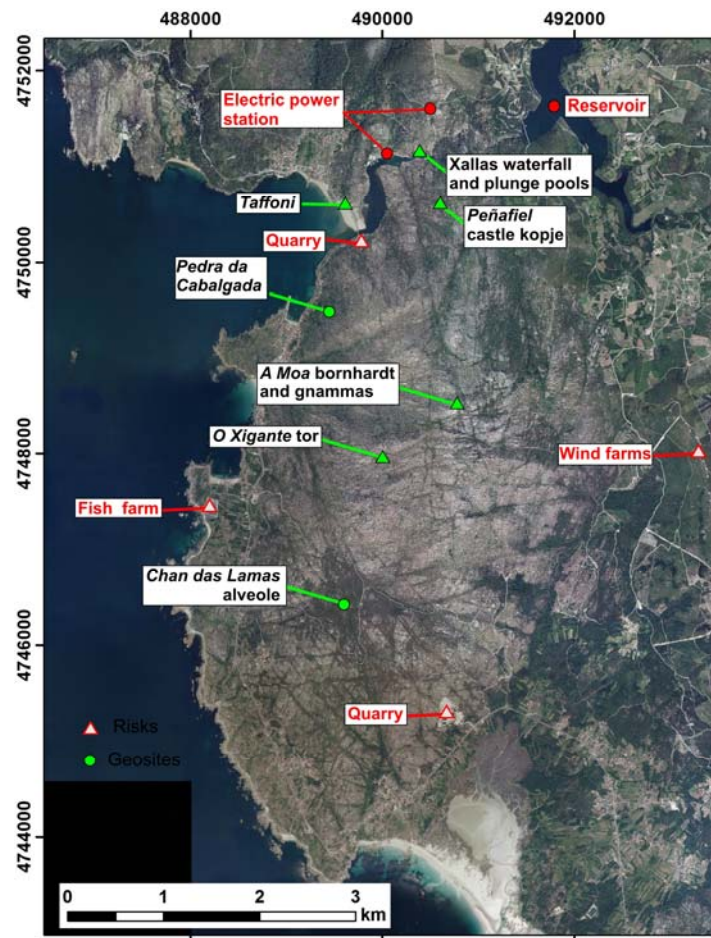 488000
490000
492000
4752000
Electric power
station
Reservoir
Xallas waterfall
and plunge pools
Taffoni
Peñafiel
castle kopje
Quarry
4750000
Pedra da
Cabalgada
A Moa bornhardt
and gnammas
O Xigante tor
4748000
Wind farms
Fish farm
Chan das Lamas
alveole
4746000
Quarry
Risks
Geosites
4744000
0 1 2 3
km